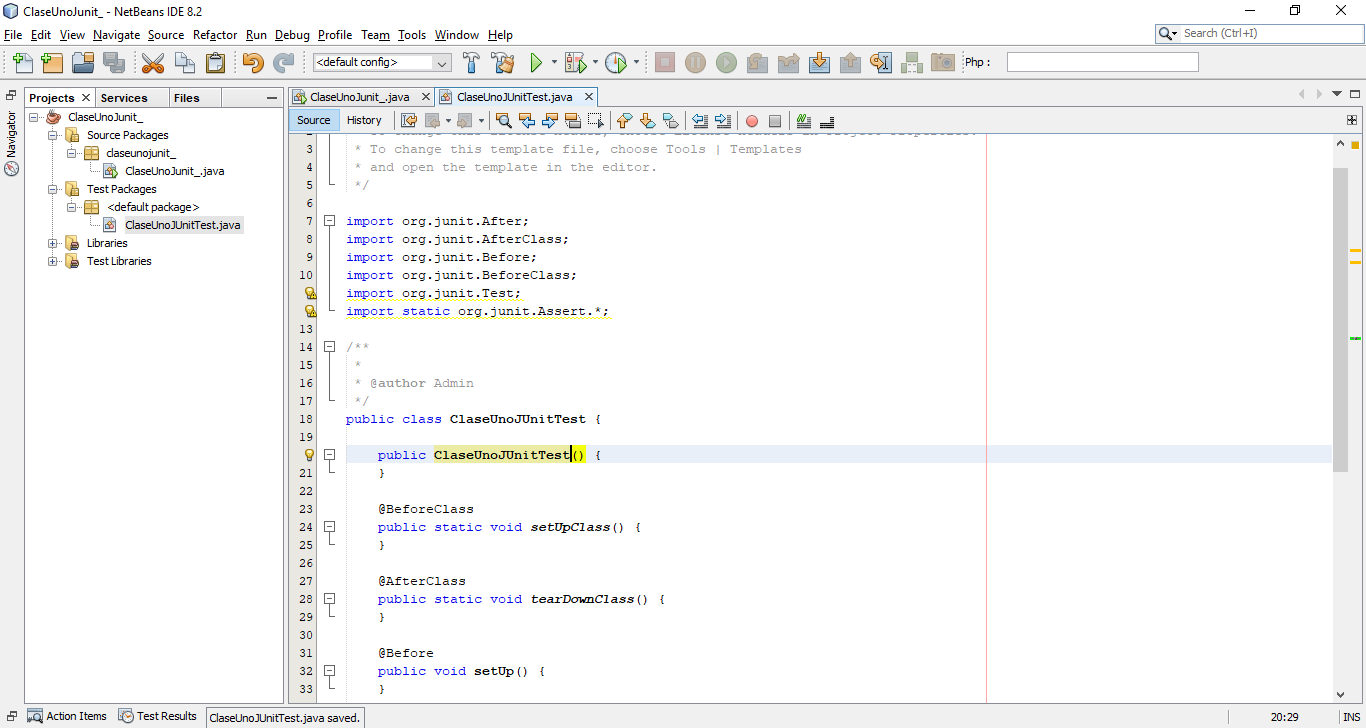 ClaseUnoJunit_ - NetBeans IDE 8.2
File Edit View Navigate Source Refactor Run Debug Profile Team Tools Window Help
Search (Ctrl+I)
<default config>
Php :
Projects Services Files
ClaseUnoJunit_.java ClaseUnoJUnitTest.java
Navigator
ClaseUnoJunit_
Source Packages
claseunojunit_
ClaseUnoJunit_.java
Test Packages
<default package>
ClaseUnoJUnitTest.java
Libraries
Test Libraries
Source History
3 * To change this template file, choose Tools | Templates
4 * and open the template in the editor.
5 */
6
7 import org.junit.After;
8 import org.junit.AfterClass;
9 import org.junit.Before;
10 import org.junit.BeforeClass;
import org.junit.Test;
import static org.junit.Assert.*;
13
14 /**
15 *
16 * @author Admin
17 */
18 public class ClaseUnoJUnitTest {
19
public ClaseUnoJUnitTest() {
21 }
22
23 @BeforeClass
24 public static void setUpClass() {
25 }
26
27 @AfterClass
28 public static void tearDownClass() {
29 }
30
31 @Before
32 public void setUp() {
33 }
Action Items Test Results ClaseUnoJUnitTest.java saved. 20:29 INS